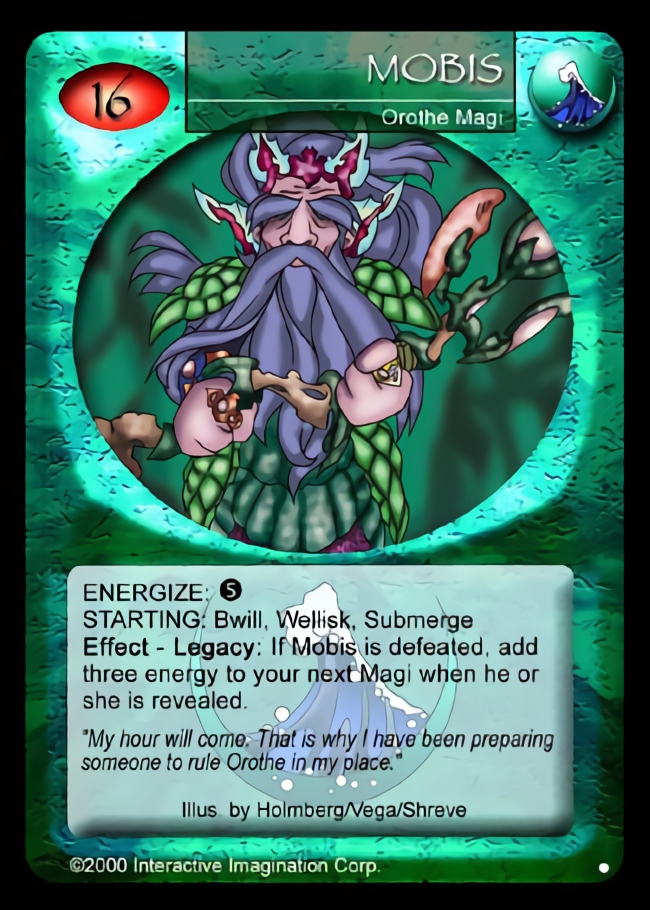 16
MOBIS
Orothe Magi
ENERGIZE: 5
STARTING: Bwill, Wellisk, Submerge
Effect - Legacy: If Mobis is defeated, add
three energy to your next Magi when he or
she is revealed.
"My hour will come. That is why I have been preparing
someone to rule Orothe in my place."
Illus. by Holmberg/Vega/Shreve
©2000 Interactive Imagination Corp.